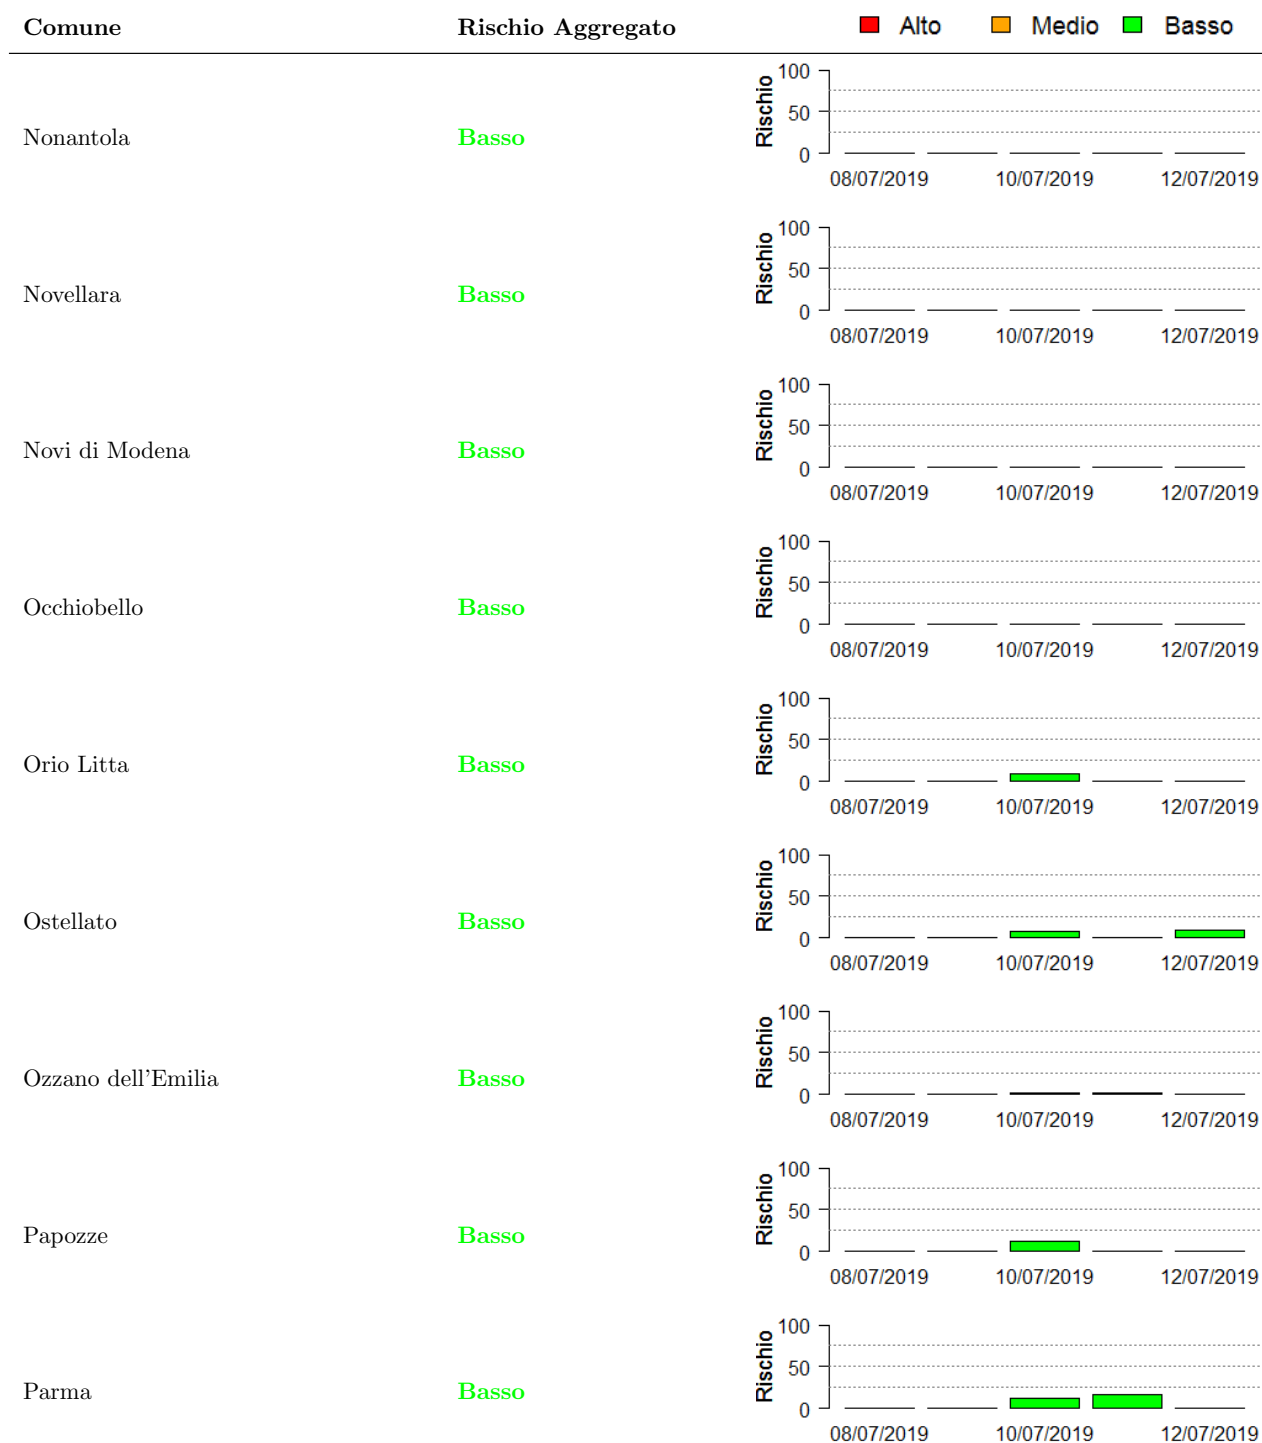 Comune Rischio Aggregato Alto Medio Basso
Nonantola Basso Rischio 100 50 0
08/07/2019 10/07/2019 12/07/2019
Novellara Basso Rischio 100 50 0
08/07/2019 10/07/2019 12/07/2019
Novi di Modena Basso Rischio 100 50 0
08/07/2019 10/07/2019 12/07/2019
Occhiobello Basso Rischio 100 50 0
08/07/2019 10/07/2019 12/07/2019
Orio Litta Basso Rischio 100 50 0
08/07/2019 10/07/2019 12/07/2019
Ostellato Basso Rischio 100 50 0
08/07/2019 10/07/2019 12/07/2019
Ozzano dell'Emilia Basso Rischio 100 50 0
08/07/2019 10/07/2019 12/07/2019
Papozze Basso Rischio 100 50 0
08/07/2019 10/07/2019 12/07/2019
Parma Basso Rischio 100 50 0
08/07/2019 10/07/2019 12/07/2019